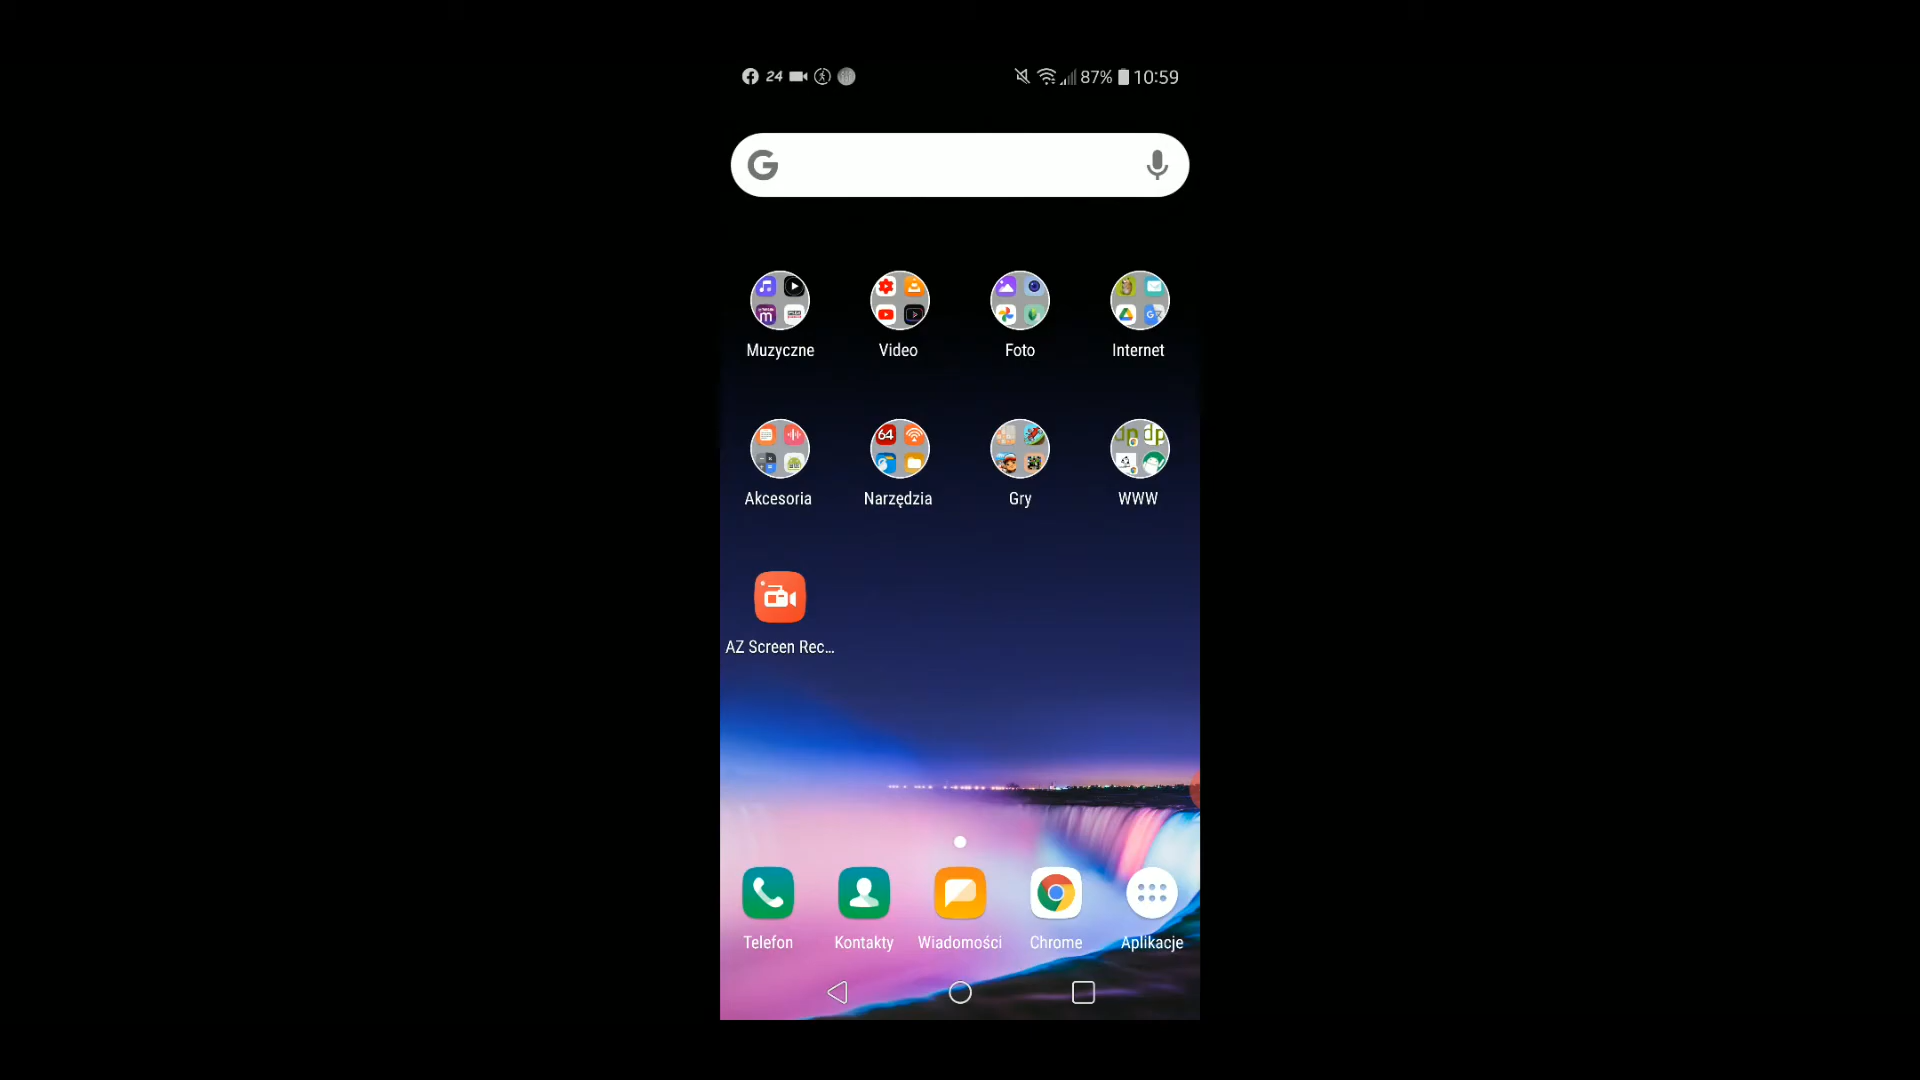 24 87% 10:59
G
Muzyczne Video Foto Internet
64
Akcesoria Narzędzia Gry WWW
AZ Screen Rec...
Telefon Kontakty Wiadomości Chrome Aplikacje